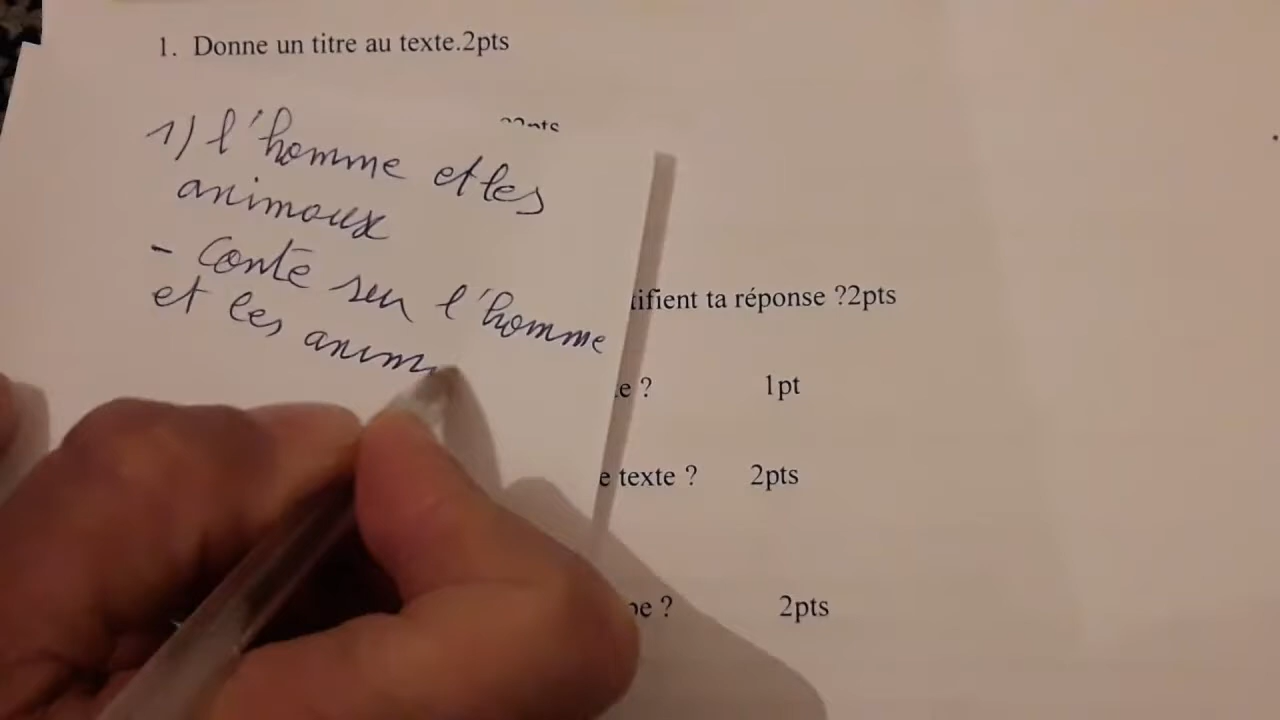 1. Donne un titre au texte.2pts
1) l'homme et les
animaux
- Conte sur l'homme
et les anim
tifient ta réponse ?2pts
e ? 1pt
e texte ? 2pts
? 2pts